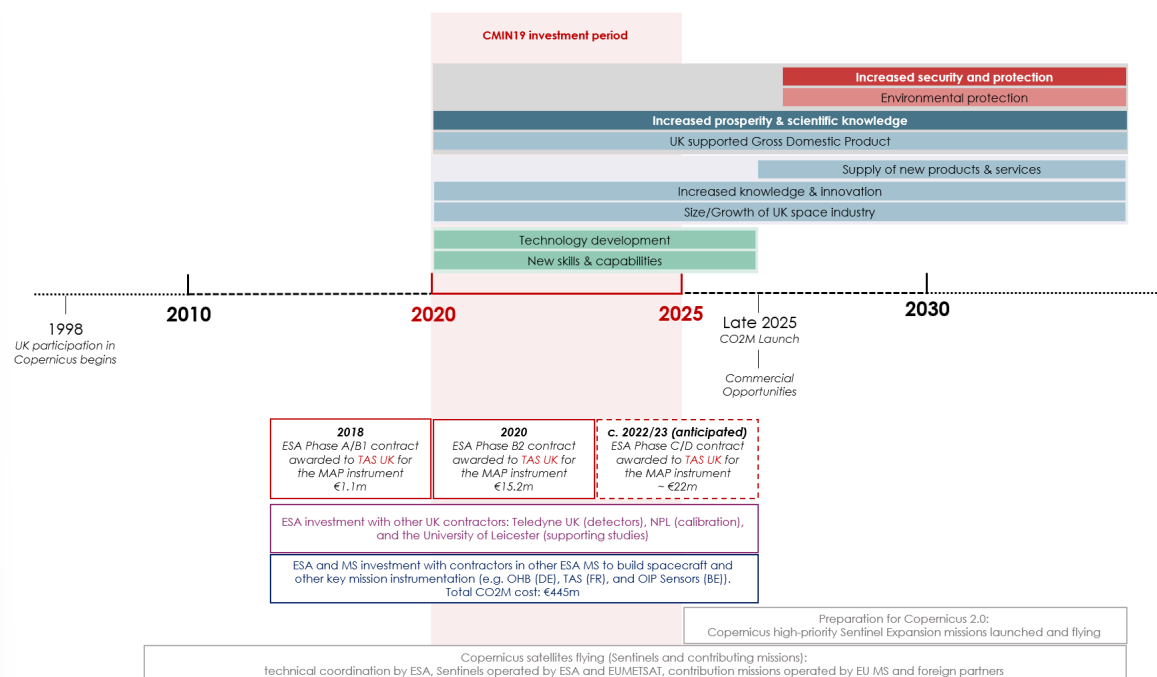 CMIN19 investment period
Increased security and protection
Environmental protection
Increased prosperity & scientific knowledge
UK supported Gross Domestic Product
Supply of new products & services
Increased knowledge & innovation
Size/Growth of UK space industry
Technology development
New skills & capabilities
1998
UK participation in
Copernicus begins
2010
2020
2025
Late 2025
CO2M Launch
Commercial
Opportunities
2030
2018
ESA Phase A/B1 contract
awarded to TAS UK for
the MAP instrument
€1.1m
2020
ESA Phase B2 contract
awarded to TAS UK for
the MAP instrument
€15.2m
c. 2022/23 (anticipated)
ESA Phase C/D contract
awarded to TAS UK for
the MAP instrument
~ €22m
ESA investment with other UK contractors: Teledyne UK (detectors), NPL (calibration),
and the University of Leicester (supporting studies)
ESA and MS investment with contractors in other ESA MS to build spacecraft and
other key mission instrumentation (e.g. OHB (DE), TAS (FR), and OIP Sensors (BE)).
Total CO2M cost: €445m
Preparation for Copernicus 2.0:
Copernicus high-priority Sentinel Expansion missions launched and flying
Copernicus satellites flying (Sentinels and contributing missions):
technical coordination by ESA, Sentinels operated by ESA and EUMETSAT, contribution missions operated by EU MS and foreign partners